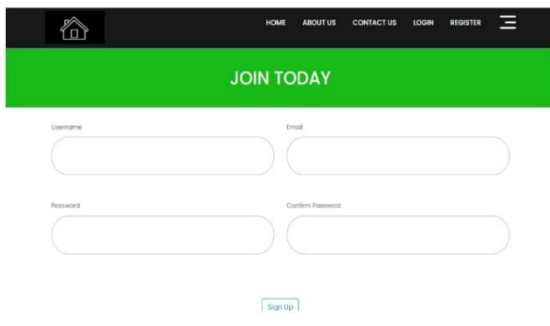 HOME ABOUT US CONTACT US LOGIN REGISTER
JOIN TODAY
Username Email
Password Confirm Password
Sign Up